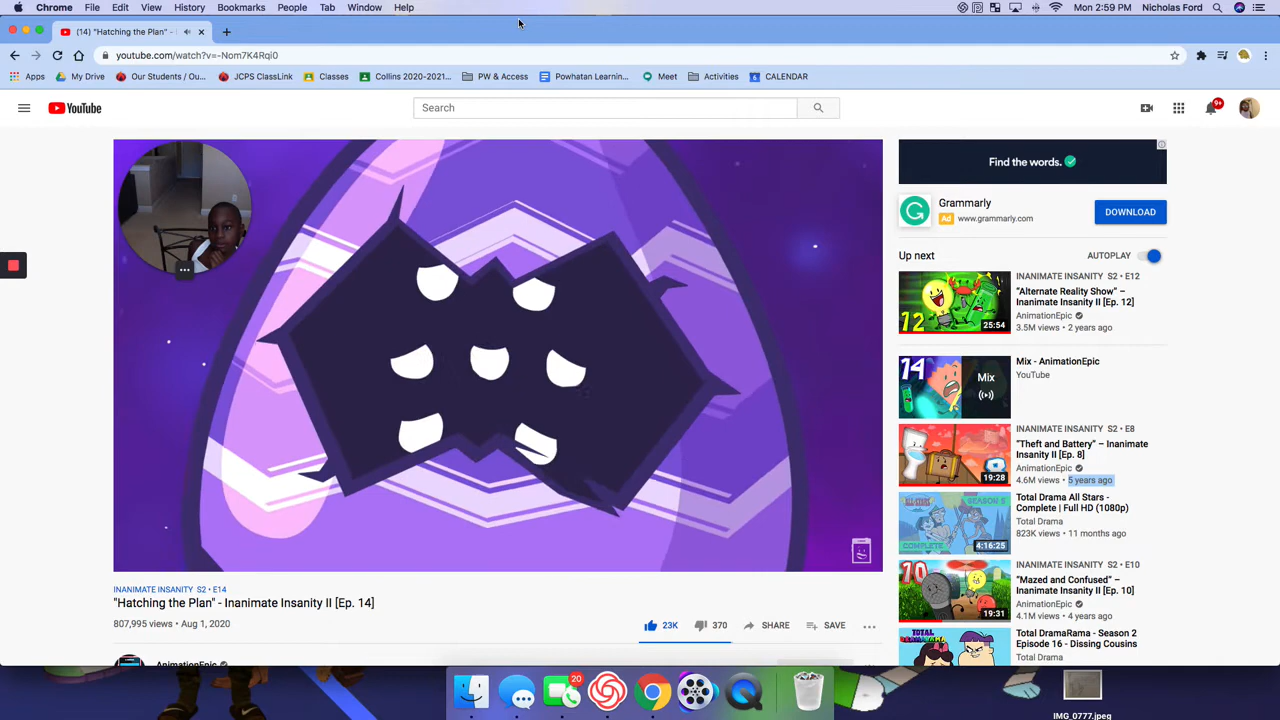 Chrome File Edit View History Bookmarks People Tab Window Help Mon 2:59 PM Nicholas Ford
(14) "Hatching the Plan" -
youtube.com/watch?v=-Nom7K4Rqi0
Apps My Drive Our Students / Ou... JCPS ClassLink Classes Collins 2020-2021... PW & Access Powhatan Learnin... Meet Activities CALENDAR
YouTube Search 9+
Find the words.
Grammarly
Ad www.grammarly.com
DOWNLOAD
Up next AUTOPLAY
INANIMATE INSANITY S2 • E12
"Alternate Reality Show" –
Inanimate Insanity II [Ep. 12]
AnimationEpic
3.5M views • 2 years ago
12 25:54
Mix - AnimationEpic
YouTube
14 Mix
INANIMATE INSANITY S2 • E8
"Theft and Battery" – Inanimate
Insanity II [Ep. 8]
AnimationEpic
4.6M views • 5 years ago
19:28
Total Drama All Stars -
Complete | Full HD (1080p)
Total Drama
823K views • 11 months ago
ALL-STARS SEASON 5
COMPLETE 4:16:25
INANIMATE INSANITY S2 • E10
"Mazed and Confused" –
Inanimate Insanity II [Ep. 10]
AnimationEpic
4.1M views • 4 years ago
10 19:31
Total DramaRama - Season 2
Episode 16 - Dissing Cousins
Total Drama
TOTAL
INANIMATE INSANITY S2 • E14
"Hatching the Plan" - Inanimate Insanity II [Ep. 14]
807,995 views • Aug 1, 2020
23K 370 SHARE SAVE
AnimationEpic
20
IMG_0777.jpeg